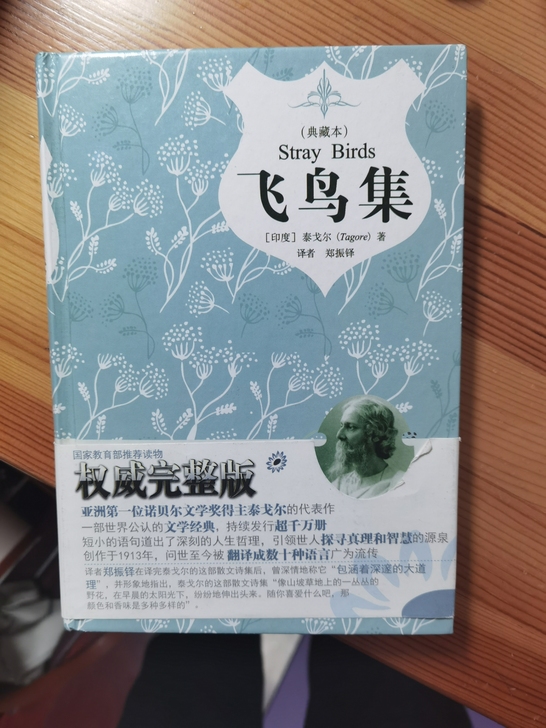 （典藏本）
Stray Birds
飞鸟集
［印度］ 泰戈尔（Tagore）著
译者 郑振铎
国家教育部推荐读物
权威完整版
亚洲第一位诺贝尔文学奖得主泰戈尔的代表作
一部世界公认的文学经典，持续发行超千万册
短小的语句道出了深刻的人生哲理，引领世人探寻真理和智慧的源泉
创作于1913年，问世至今被 翻译成数十种语言广为流传
译者郑振铎在译完泰戈尔的这部散文诗集后，曾深情地称它“包涵着深邃的大道
理”，并形象地指出，泰戈尔的这部散文诗集“像山坡草地上的一丛丛的
野花，在早晨的太阳光下，纷纷地伸出头来。随你喜爱什么吧，那
颜色和香味是多种多样的”。